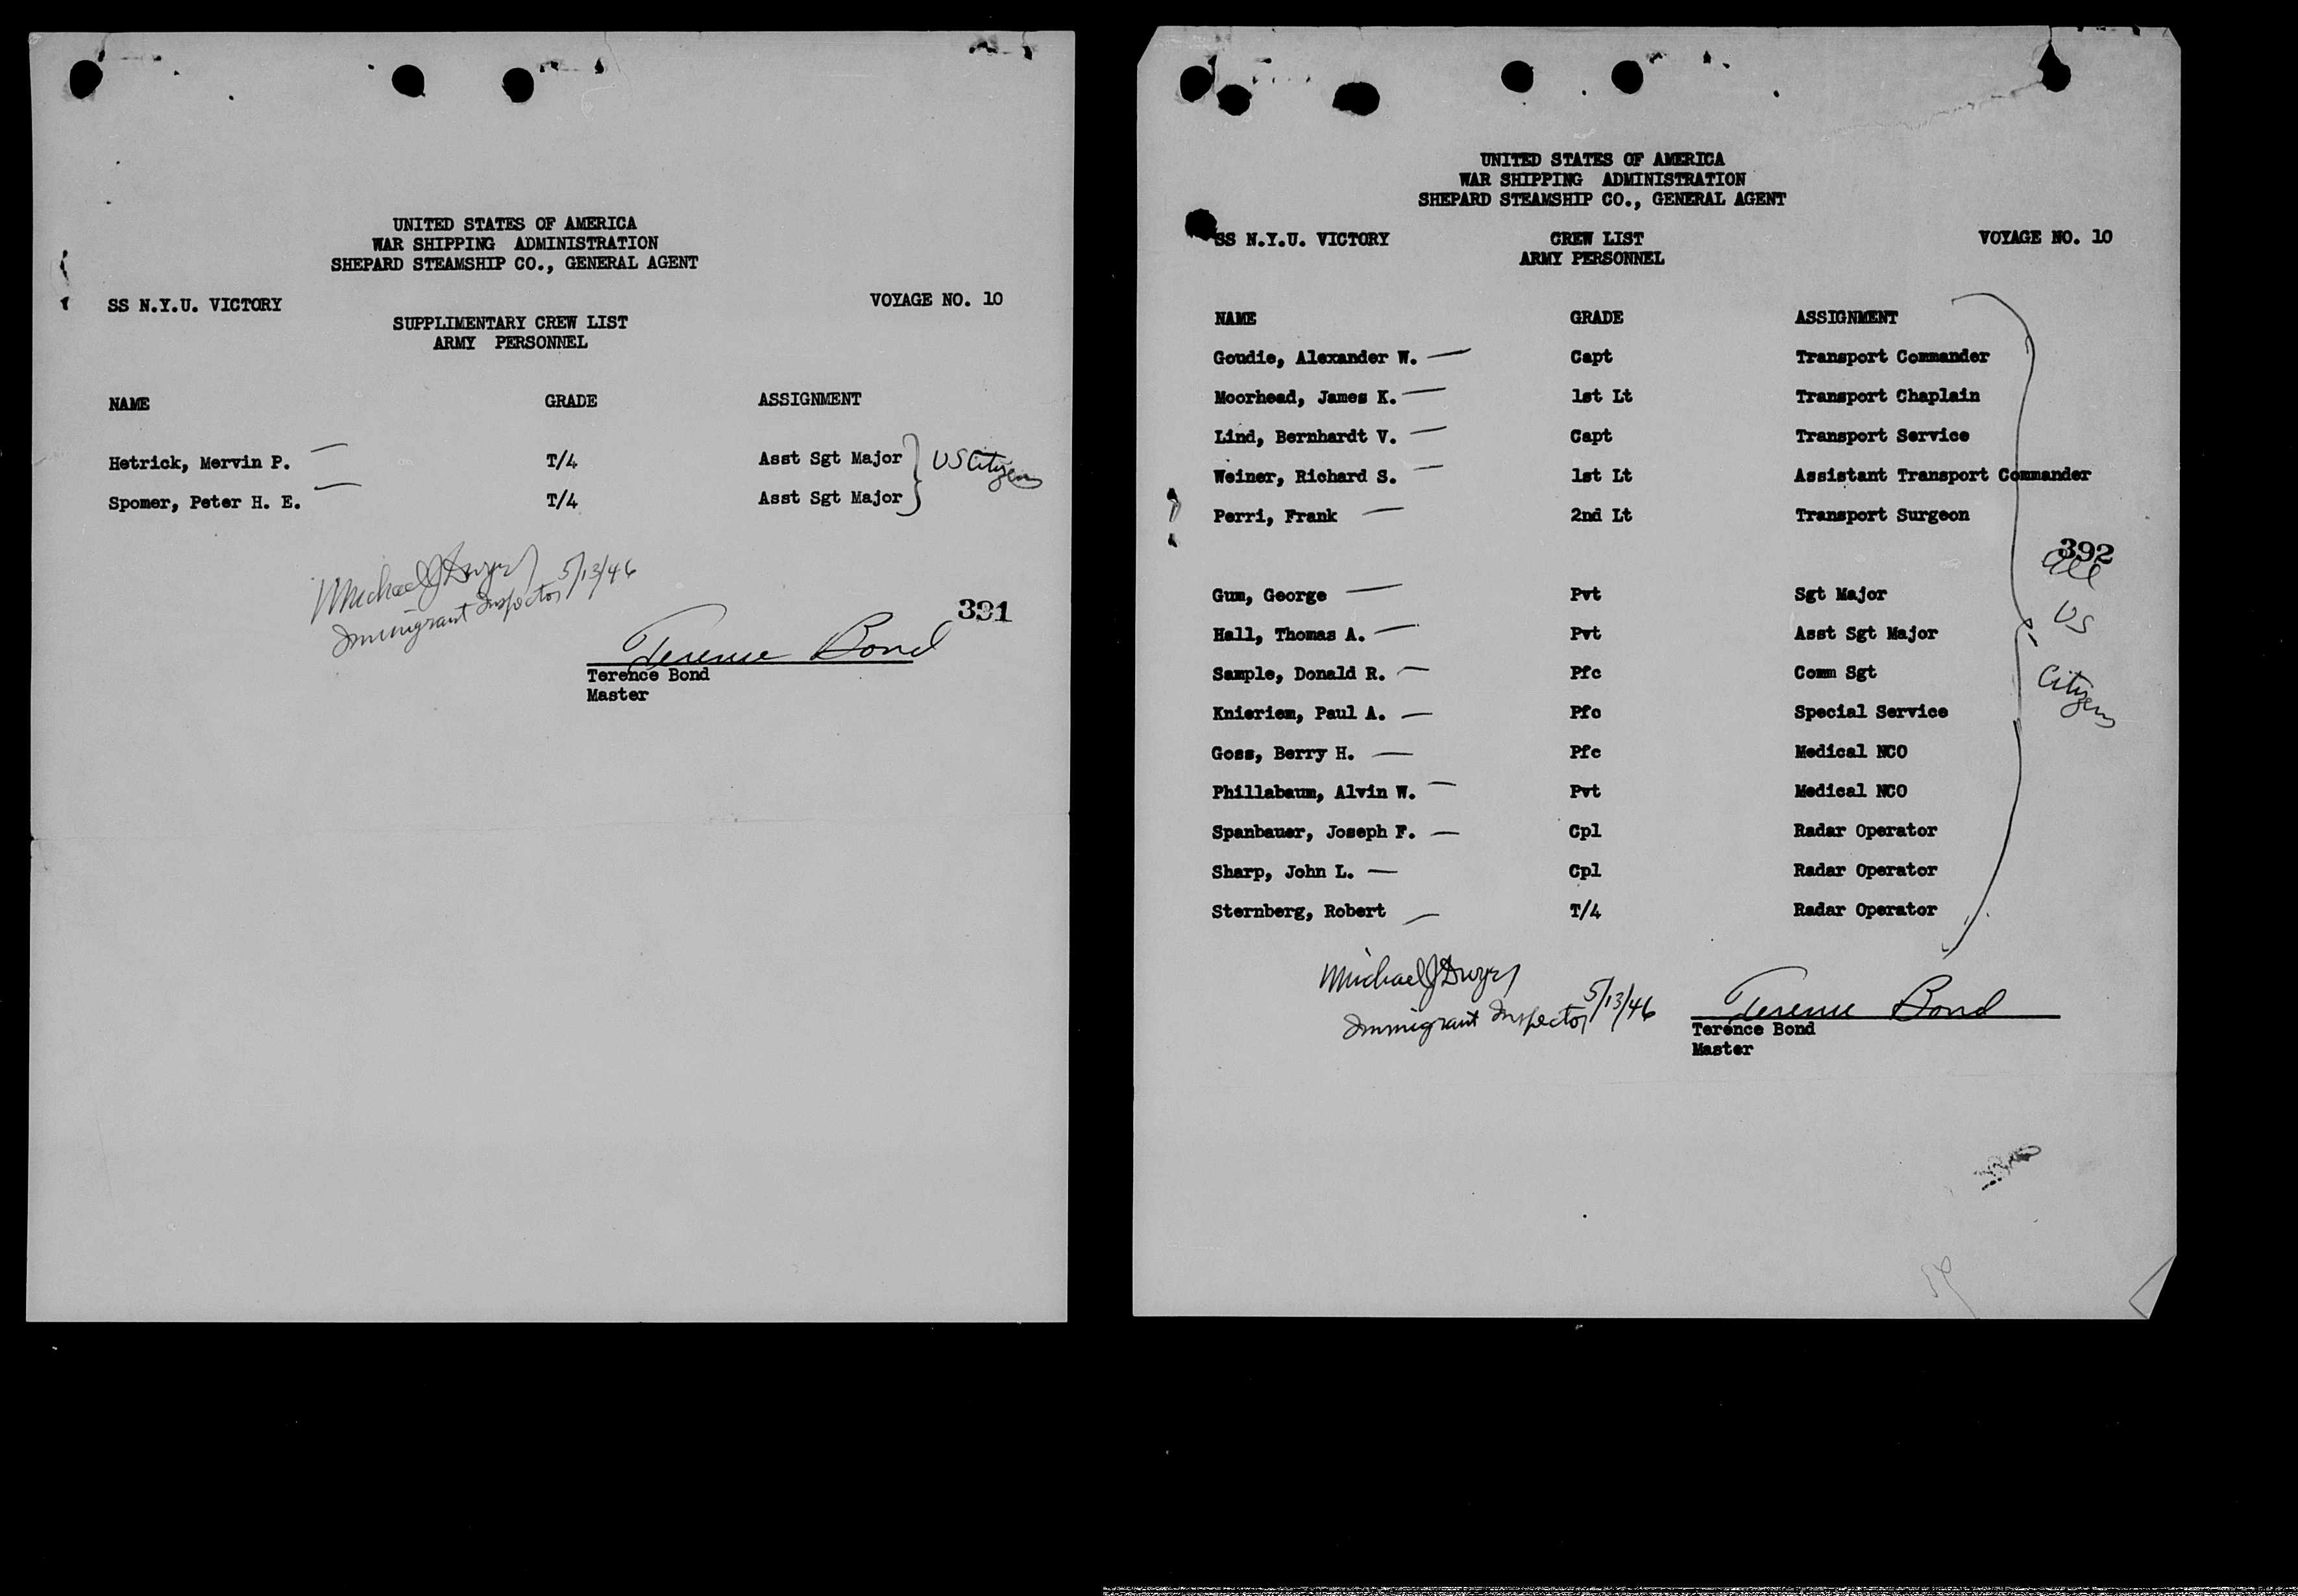 UNITED STATES OF AMERICA
WAR SHIPPING ADMINISTRATION
SHEPARD STEAMSHIP CO., GENERAL AGENT
SS N.Y.U. VICTORY VOYAGE NO. 10
SUPPLIMENTARY CREW LIST
ARMY PERSONNEL
NAME GRADE ASSIGNMENT
Hetrick, Mervin P. T/4 Asst Sgt Major
US Citizens
Spomer, Peter H. E. T/4 Asst Sgt Major
Michael J Dwyer 5/13/46
Immigrant Inspector
391
Terence Bond
Terence Bond
Master
UNITED STATES OF AMERICA
WAR SHIPPING ADMINISTRATION
SHEPARD STEAMSHIP CO., GENERAL AGENT
SS N.Y.U. VICTORY CREW LIST VOYAGE NO. 10
ARMY PERSONNEL
NAME GRADE ASSIGNMENT
Goudie, Alexander W. Capt Transport Commander
Moorhead, James K. 1st Lt Transport Chaplain
Lind, Bernhardt V. Capt Transport Service
Weiner, Richard S. 1st Lt Assistant Transport Commander
Perri, Frank 2nd Lt Transport Surgeon
392
All
US
Citizens
Gum, George Pvt Sgt Major
Hall, Thomas A. Pvt Asst Sgt Major
Sample, Donald R. Pfc Comm Sgt
Knieriem, Paul A. Pfc Special Service
Goss, Berry H. Pfc Medical NCO
Phillabaum, Alvin W. Pvt Medical NCO
Spanbauer, Joseph F. Cpl Radar Operator
Sharp, John L. Cpl Radar Operator
Sternberg, Robert T/4 Radar Operator
Michael J Dwyer
Immigrant Inspector 5/13/46
Terence Bond
Terence Bond
Master